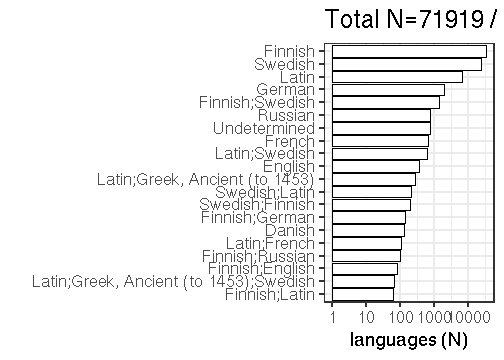 Total N=71919 /
Finnish
Swedish
Latin
German
Finnish;Swedish
Russian
Undetermined
French
Latin;Swedish
English
Latin;Greek, Ancient (to 1453)
Swedish;Latin
Swedish;Finnish
Finnish;German
Danish
Latin;French
Finnish;Russian
Finnish;English
Latin;Greek, Ancient (to 1453);Swedish
Finnish;Latin
1 10 100 1000 10000
languages (N)